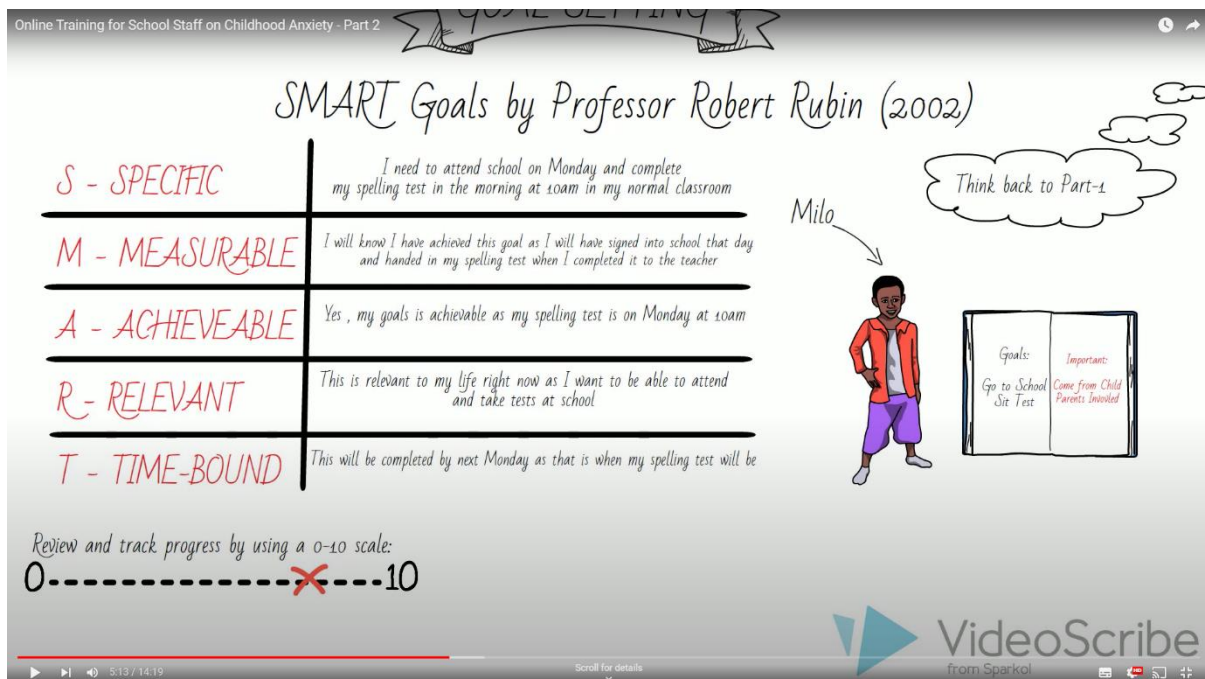 Online Training for School Staff on Childhood Anxiety - Part 2
GOAL SETTING
SMART Goals by Professor Robert Rubin (2002)
S - SPECIFIC
I need to attend school on Monday and complete
my spelling test in the morning at 10am in my normal classroom
M - MEASURABLE
I will know I have achieved this goal as I will have signed into school that day
and handed in my spelling test when I completed it to the teacher
A - ACHIEVEABLE
Yes , my goals is achievable as my spelling test is on Monday at 10am
R - RELEVANT
This is relevant to my life right now as I want to be able to attend
and take tests at school
T - TIME-BOUND
This will be completed by next Monday as that is when my spelling test will be
Think back to Part-1
Milo
Goals:
Go to School
Sit Test
Important:
Come from Child
Parents Invovled
Review and track progress by using a 0-10 scale:
0 10
VideoScribe
from Sparkol
5:13 / 14:19
Scroll for details
HD